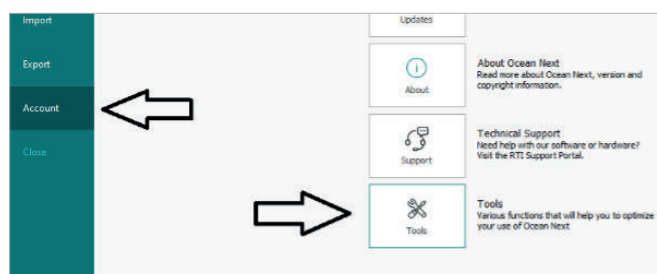 Import
Export
Account
Close
Updates
About
About Ocean Next
Read more about Ocean Next, version and
copyright information.
Support
Technical Support
Need help with our software or hardware?
Visit the RTI Support Portal.
Tools
Tools
Various functions that will help you to optimize
your use of Ocean Next